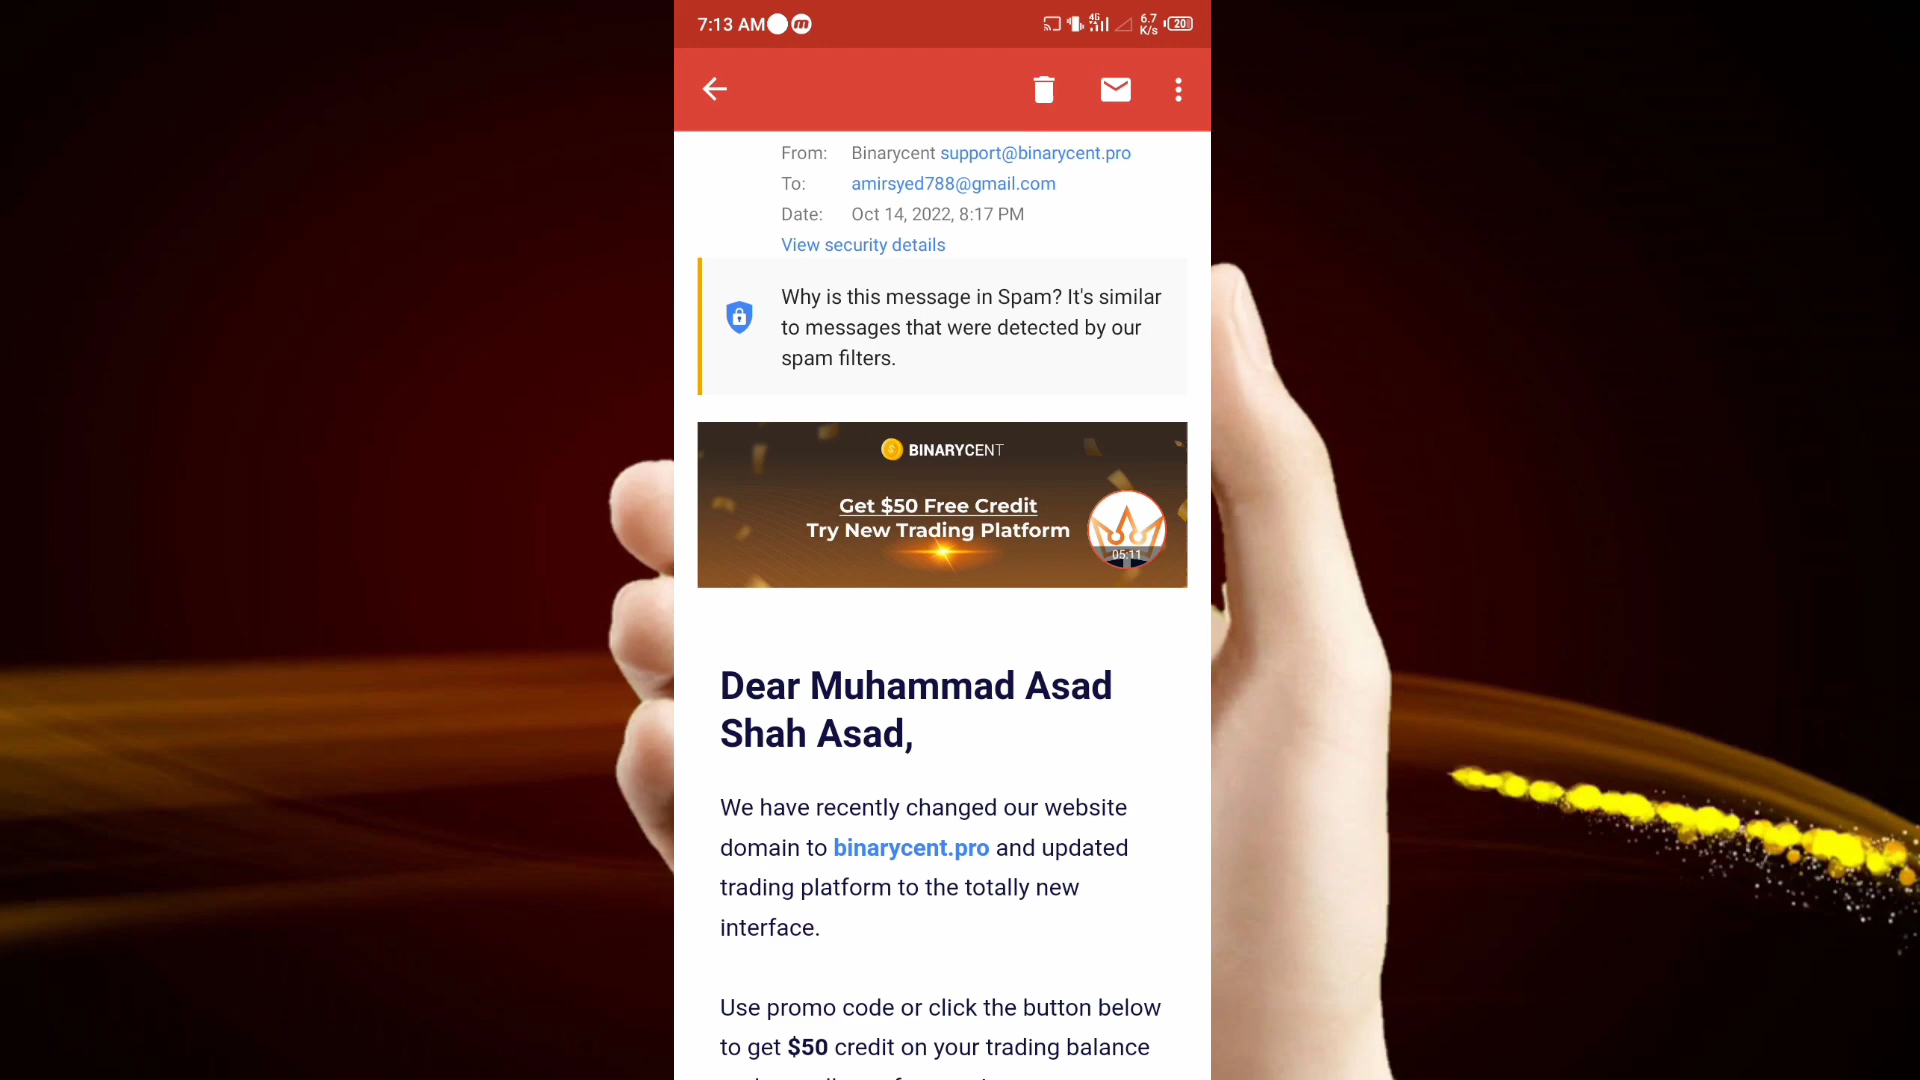 7:13 AM
4G
6.7
K/s
20
From: Binarycent support@binarycent.pro
To: amirsyed788@gmail.com
Date: Oct 14, 2022, 8:17 PM
View security details
Why is this message in Spam? It's similar
to messages that were detected by our
spam filters.
BINARYCENT
Get $50 Free Credit
Try New Trading Platform
05:11
Dear Muhammad Asad
Shah Asad,
We have recently changed our website
domain to binarycent.pro and updated
trading platform to the totally new
interface.
Use promo code or click the button below
to get $50 credit on your trading balance